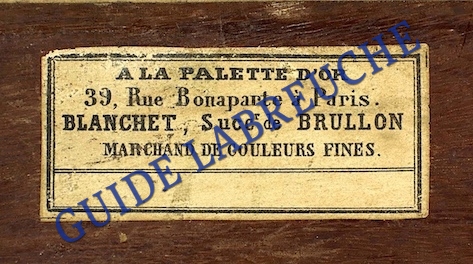 A LA PALETTE D'OR
39, Rue Bonaparte à Paris.
BLANCHET, Succr. de BRULLON
MARCHAND DE COULEURS FINES.
GUIDE LABREUCHE